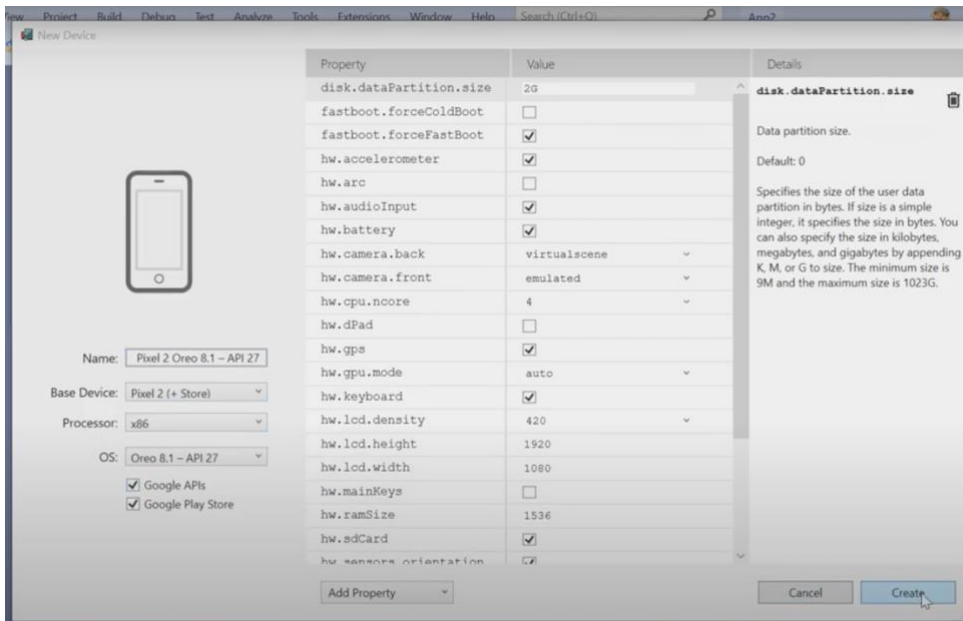 View Project Build Debug Test Analyze Tools Extensions Window Help Search (Ctrl+Q) App2
New Device
Property Value Details
disk.dataPartition.size 2G
fastboot.forceColdBoot
fastboot.forceFastBoot
hw.accelerometer
hw.arc
hw.audioInput
hw.battery
hw.camera.back virtualscene
hw.camera.front emulated
hw.cpu.ncore 4
hw.dPad
hw.gps
hw.gpu.mode auto
hw.keyboard
hw.lcd.density 420
hw.lcd.height 1920
hw.lcd.width 1080
hw.mainKeys
hw.ramSize 1536
hw.sdCard
hw.sensors.orientation
disk.dataPartition.size
Data partition size.
Default: 0
Specifies the size of the user data
partition in bytes. If size is a simple
integer, it specifies the size in bytes. You
can also specify the size in kilobytes,
megabytes, and gigabytes by appending
K, M, or G to size. The minimum size is
9M and the maximum size is 1023G.
Name: Pixel 2 Oreo 8.1 – API 27
Base Device: Pixel 2 (+ Store)
Processor: x86
OS: Oreo 8.1 – API 27
Google APIs
Google Play Store
Add Property
Cancel Create